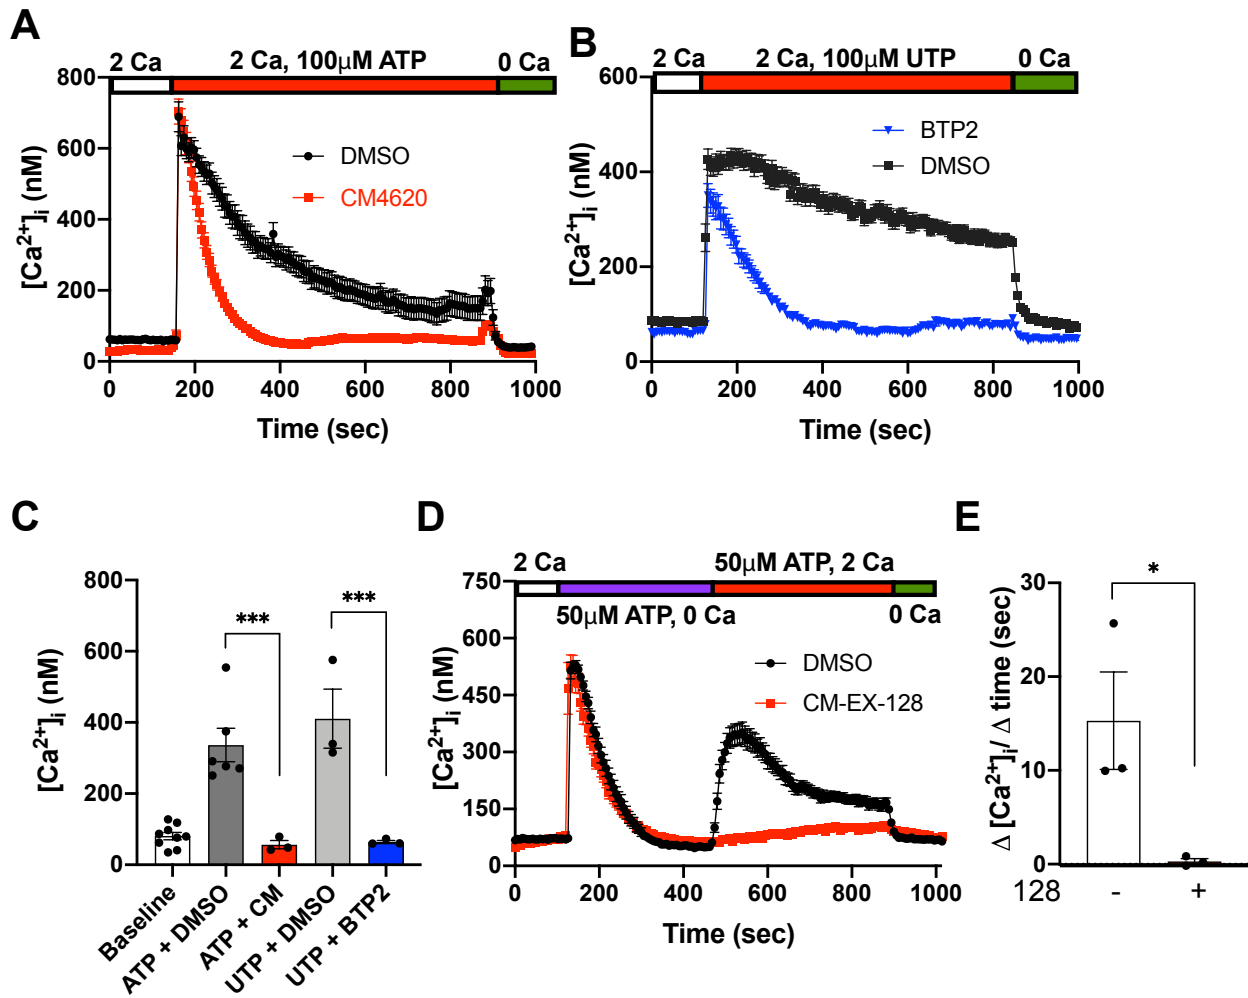 A
2 Ca
2 Ca, 100μM ATP
0 Ca
800
600
400
200
0
[Ca2+]i (nM)
DMSO
CM4620
0
200
400
600
800
1000
Time (sec)
B
2 Ca
2 Ca, 100μM UTP
0 Ca
600
400
200
0
[Ca2+]i (nM)
BTP2
DMSO
0
200
400
600
800
1000
Time (sec)
C
800
600
400
200
0
[Ca2+]i (nM)
***
***
Baseline
ATP + DMSO
ATP + CM
UTP + DMSO
UTP + BTP2
D
2 Ca
50μM ATP, 2 Ca
50μM ATP, 0 Ca
0 Ca
750
600
450
300
150
0
[Ca2+]i (nM)
DMSO
CM-EX-128
0
200
400
600
800
1000
Time (sec)
E
30
20
10
0
Δ [Ca2+]i/ Δ time (sec)
*
128 - +